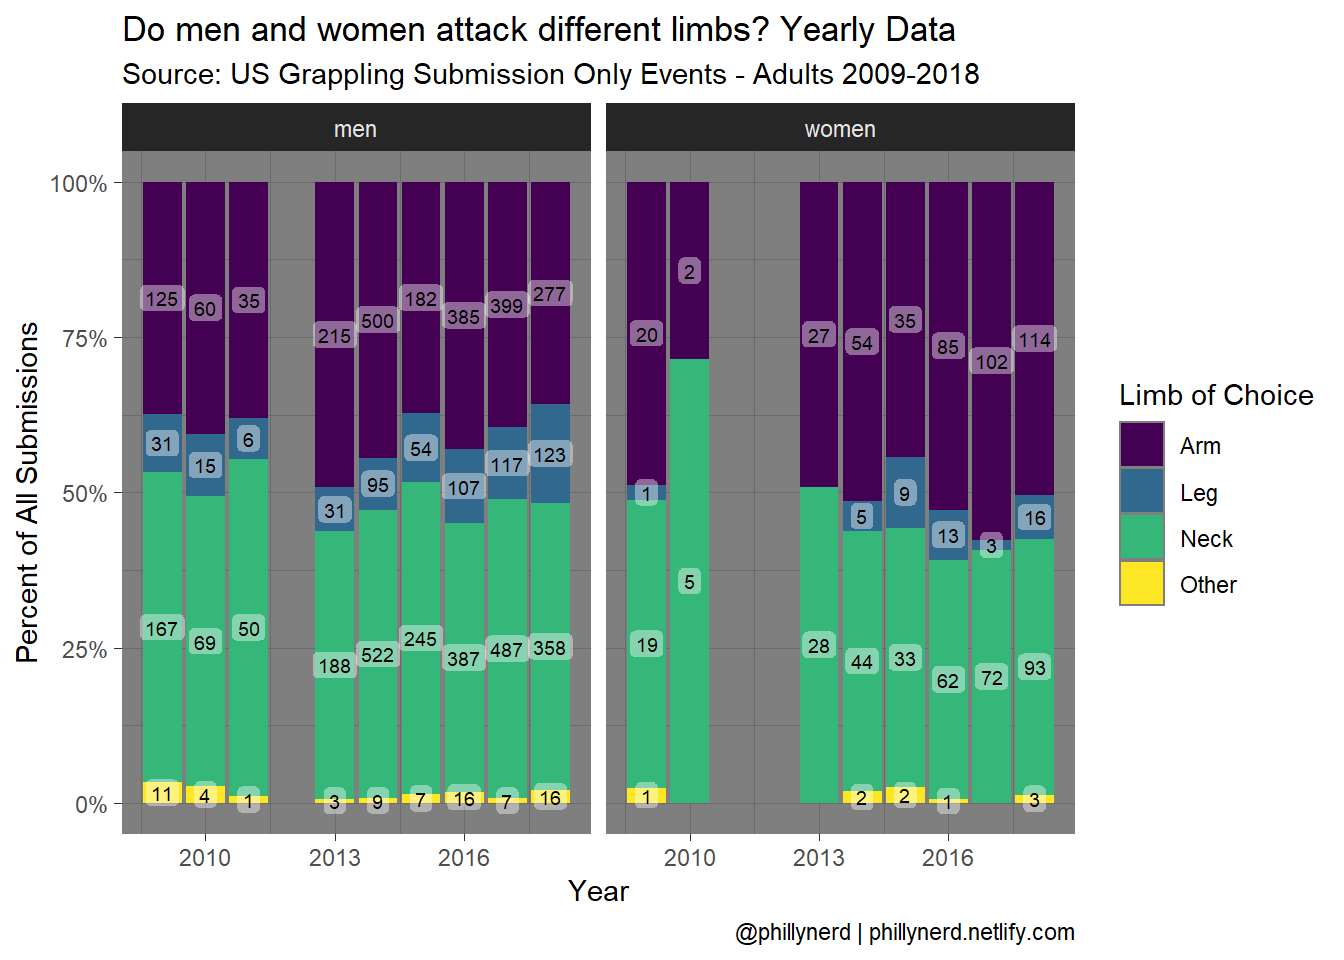 Do men and women attack different limbs? Yearly Data
Source: US Grappling Submission Only Events - Adults 2009-2018
men
women
Percent of All Submissions
100%
75%
50%
25%
0%
125 60 35 215 500 182 385 399 277
31 15 6 31 95 54 107 117 123
167 69 50 188 522 245 387 487 358
11 4 1 3 9 7 16 7 16
20 2 27 54 35 85 102 114
1 5 9 13 3 16
19 5 28 44 33 62 72 93
1 2 2 1 3
2010 2013 2016
2010 2013 2016
Year
Limb of Choice
Arm
Leg
Neck
Other
@phillynerd | phillynerd.netlify.com